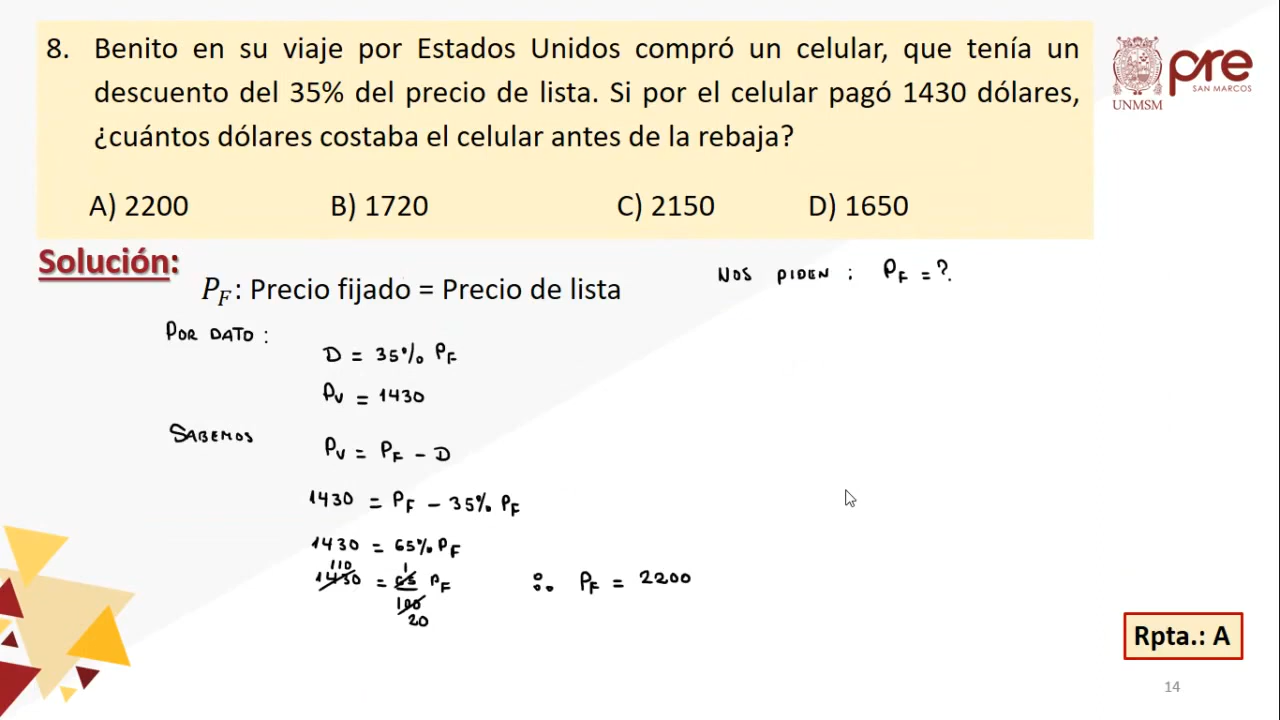 8. Benito en su viaje por Estados Unidos compró un celular, que tenía un
descuento del 35% del precio de lista. Si por el celular pagó 1430 dólares,
¿cuántos dólares costaba el celular antes de la rebaja?
A) 2200 B) 1720 C) 2150 D) 1650
UNMSM
pre
SAN MARCOS
Solución:
P_F: Precio fijado = Precio de lista
NOS PIDEN : P_F = ?
POR DATO :
D = 35% P_F
P_V = 1430
SABEMOS
P_V = P_F - D
1430 = P_F - 35% P_F
1430 = 65% P_F
110 1
1430 = 65 P_F
100
20
∴ P_F = 2200
Rpta.: A
14